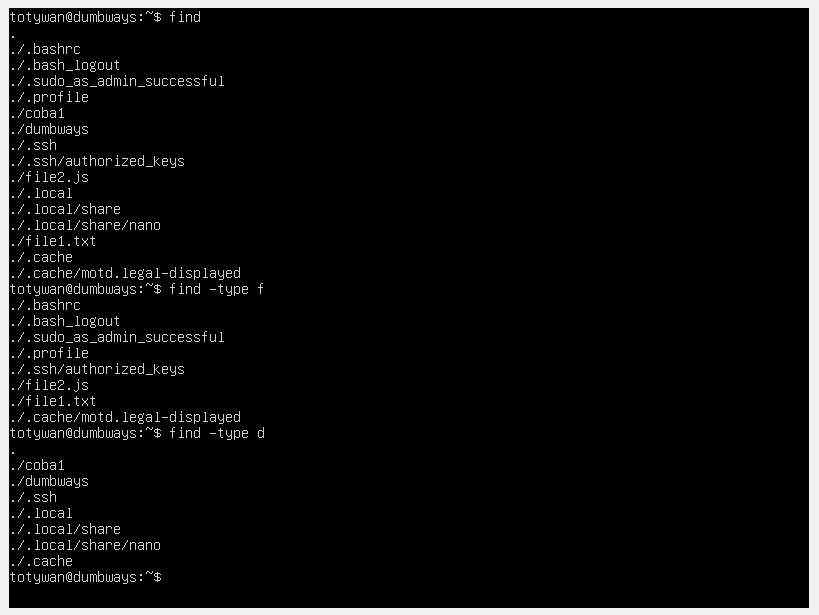 totywan@dumbways:~$ find
.
./.bashrc
./.bash_logout
./.sudo_as_admin_successful
./.profile
./coba1
./dumbways
./.ssh
./.ssh/authorized_keys
./file2.js
./.local
./.local/share
./.local/share/nano
./file1.txt
./.cache
./.cache/motd.legal-displayed
totywan@dumbways:~$ find -type f
./.bashrc
./.bash_logout
./.sudo_as_admin_successful
./.profile
./.ssh/authorized_keys
./file2.js
./file1.txt
./.cache/motd.legal-displayed
totywan@dumbways:~$ find -type d
.
./coba1
./dumbways
./.ssh
./.local
./.local/share
./.local/share/nano
./.cache
totywan@dumbways:~$